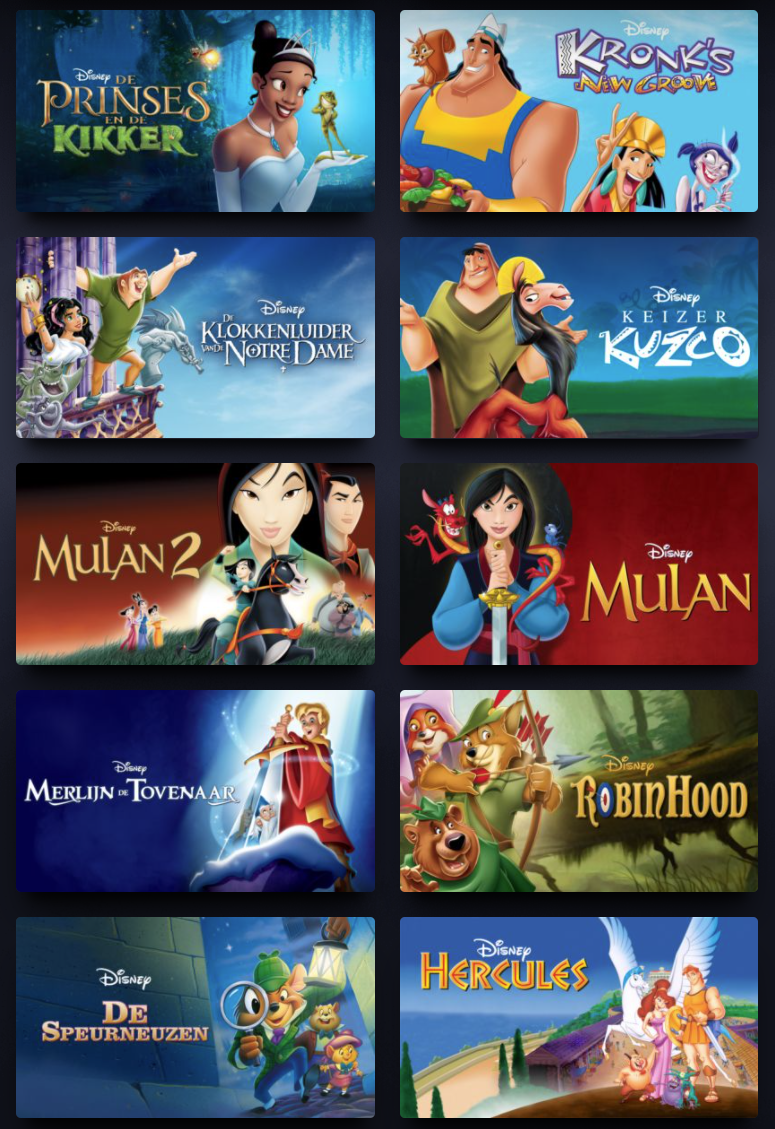 Disney
DE
PRINSES
EN DE
KIKKER
Disney
KRONK'S
NEW GROOVE
Disney
DE
KLOKKENLUIDER
VAN DE NOTRE DAME
Disney
KEIZER
KUZCO
Disney
MULAN 2
Disney
MULAN
Disney
MERLIJN DE TOVENAAR
Disney
ROBIN HOOD
Disney
DE
SPEURNEUZEN
Disney
HERCULES